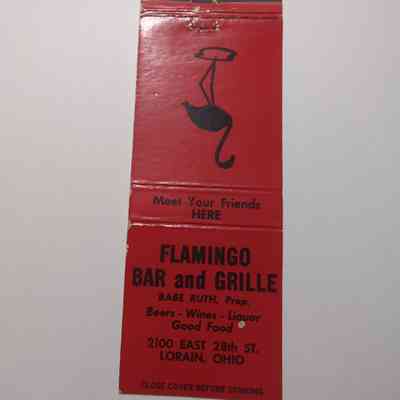 Meet Your Friends
HERE
FLAMINGO
BAR and GRILLE
BABE RUTH, Prop.
Beers - Wines - Liquor
Good Food
2100 EAST 28th ST.
LORAIN, OHIO
CLOSE COVER BEFORE STRIKING